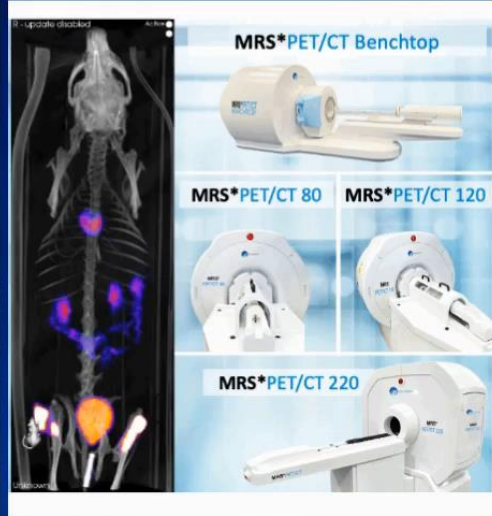 R - update disabled
Active
MRS*PET/CT Benchtop
MRS*PET/CT 80
MRS*PET/CT 120
MRS*PET/CT 220
Unknown